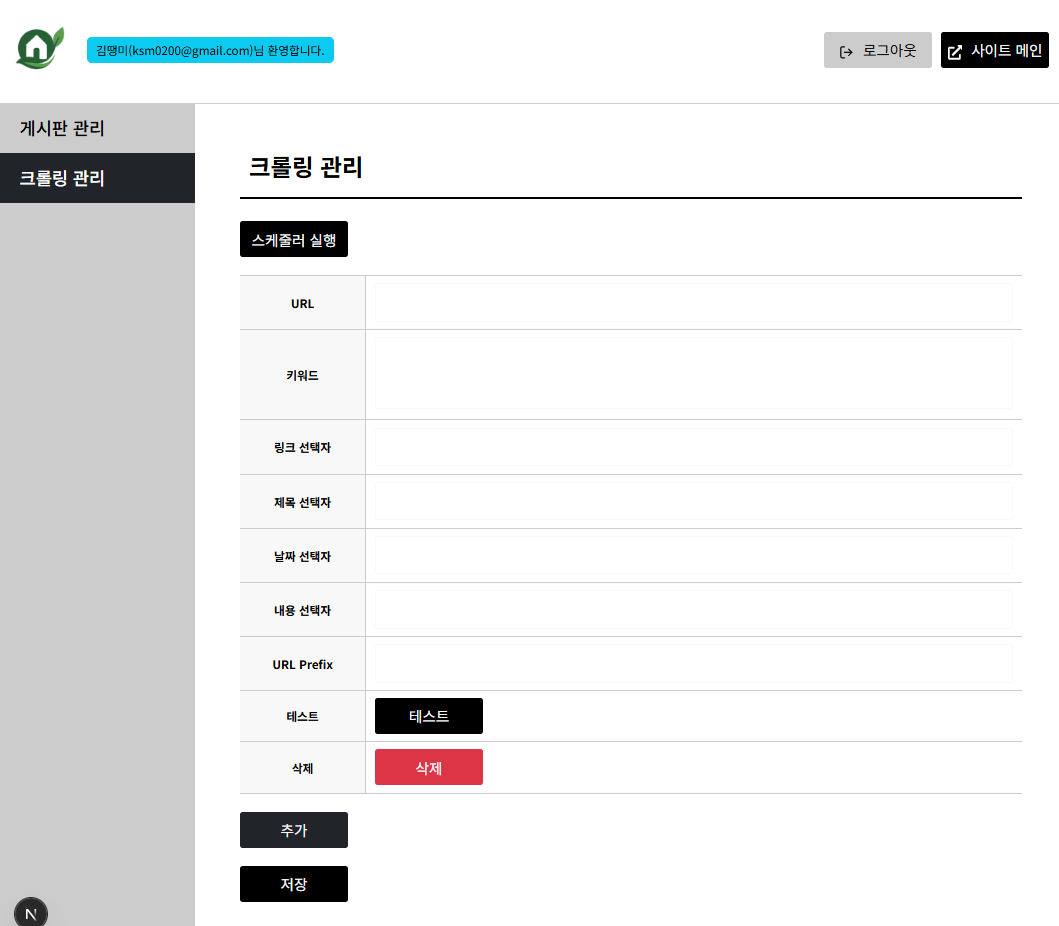 김땡미(ksm0200@gmail.com)님 환영합니다.
로그아웃
사이트 메인
게시판 관리
크롤링 관리
크롤링 관리
스케줄러 실행
URL
키워드
링크 선택자
제목 선택자
날짜 선택자
내용 선택자
URL Prefix
테스트
테스트
삭제
삭제
추가
저장
N